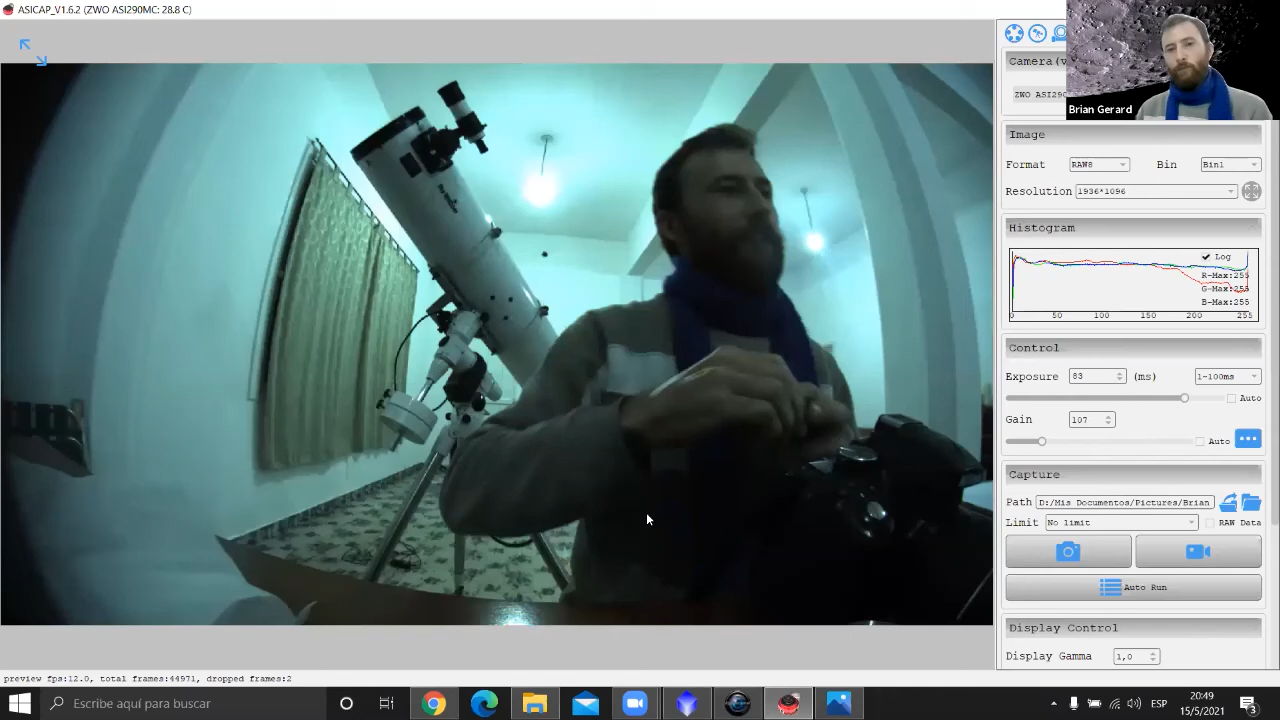 ASICAP_V1.6.2 (ZWO ASI290MC: 28.8 C)
Brian Gerard
Image
Format RAW8 Bin Bin1
Resolution 1936*1096
Histogram
Log
R-Max:255
G-Max:255
B-Max:255
0 50 100 150 200 255
Control
Exposure 83 (ms) 1-100ms
Auto
Gain 107
Auto
Capture
Path D:/Mis Documentos/Pictures/Brian
Limit No limit RAW Data
Auto Run
Display Control
Display Gamma 1,0
preview fps:12.0, total frames:44971, dropped frames:2
Escribe aquí para buscar
ESP
20:49
15/5/2021
3